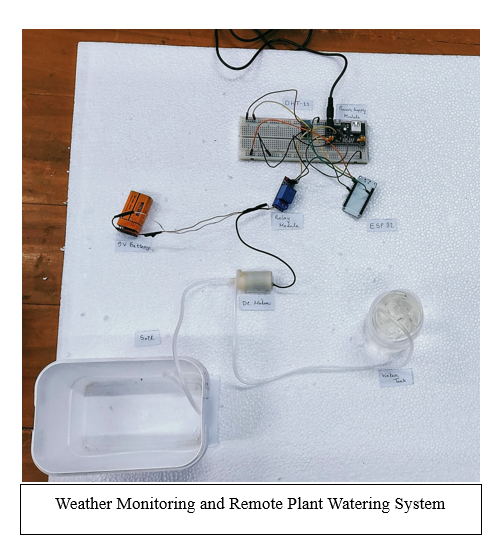 DHT-11
Power Supply
Module
Relay
Module
ESP 32
9V Battery
DC Motor
Soil
Water
Tank
Weather Monitoring and Remote Plant Watering System